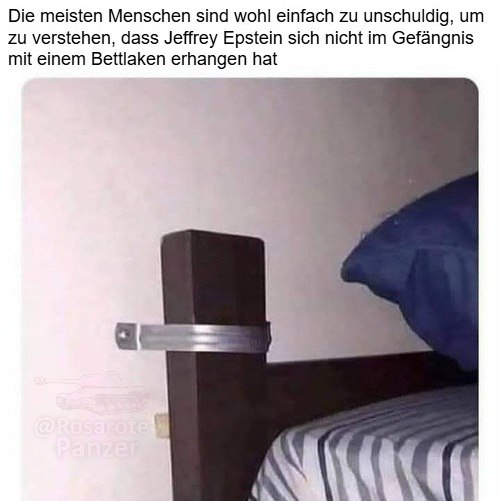 Die meisten Menschen sind wohl einfach zu unschuldig, um
zu verstehen, dass Jeffrey Epstein sich nicht im Gefängnis
mit einem Bettlaken erhangen hat
@Rosarote
Panzer